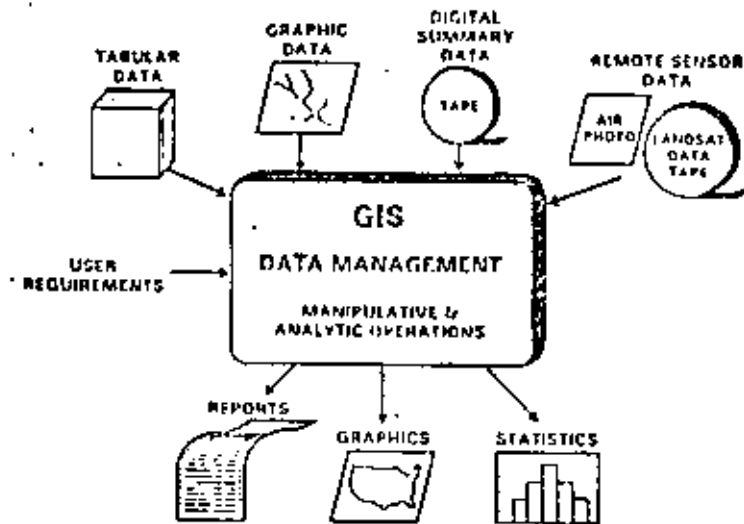 TABULAR
DATA
GRAPHIC
DATA
DIGITAL
SUMMARY
DATA
TAPE
REMOTE SENSOR
DATA
AIR
PHOTO
LANDSAT
DATA
TAPE
USER
REQUIREMENTS
GIS
DATA MANAGEMENT
MANIPULATIVE &
ANALYTIC OPERATIONS
REPORTS
GRAPHICS
STATISTICS